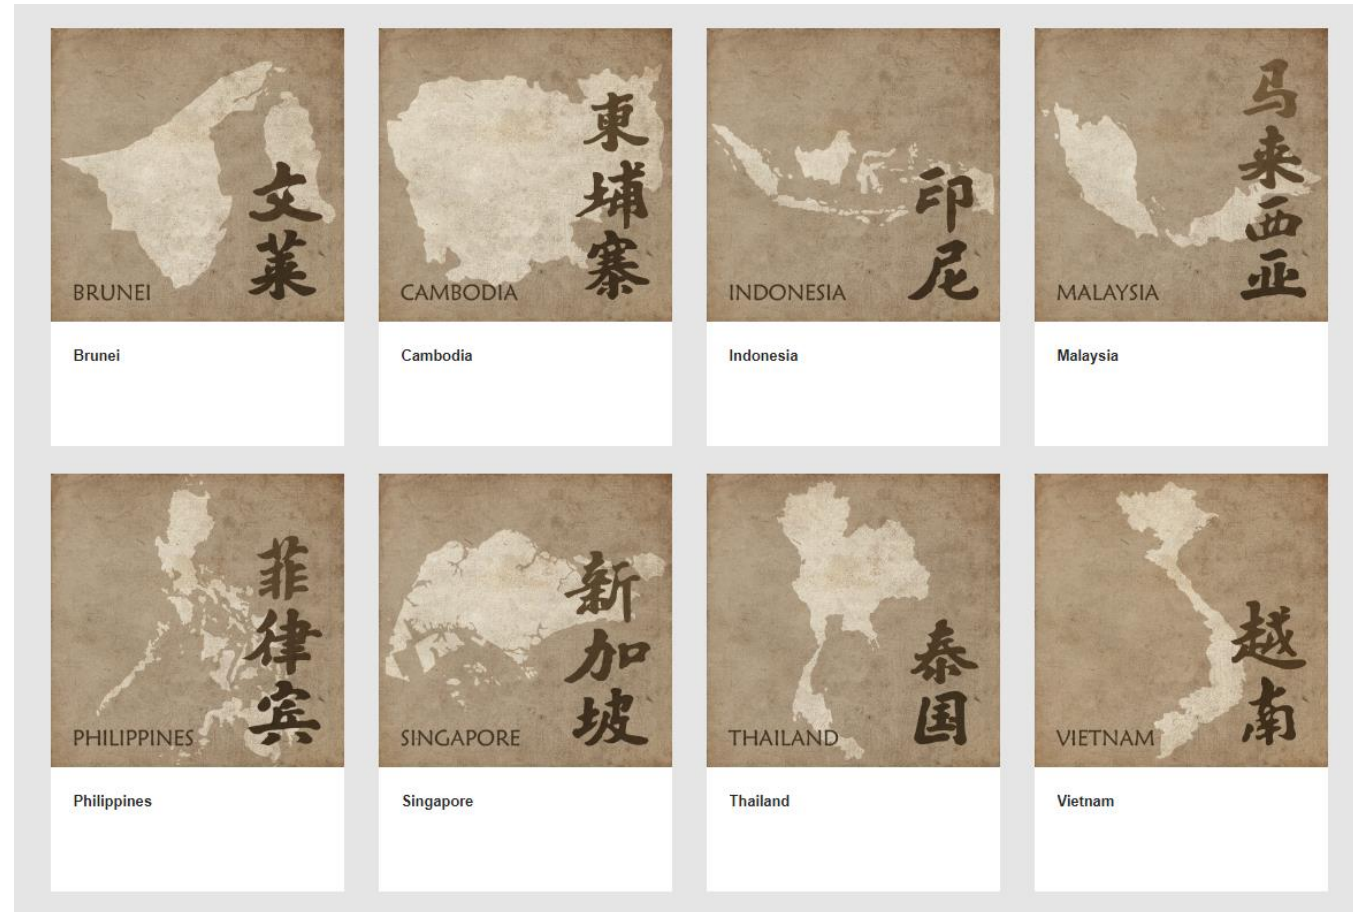 文莱
BRUNEI
Brunei
東埔寨
CAMBODIA
Cambodia
印尼
INDONESIA
Indonesia
马来西亚
MALAYSIA
Malaysia
菲律宾
PHILIPPINES
Philippines
新加坡
SINGAPORE
Singapore
泰国
THAILAND
Thailand
越南
VIETNAM
Vietnam